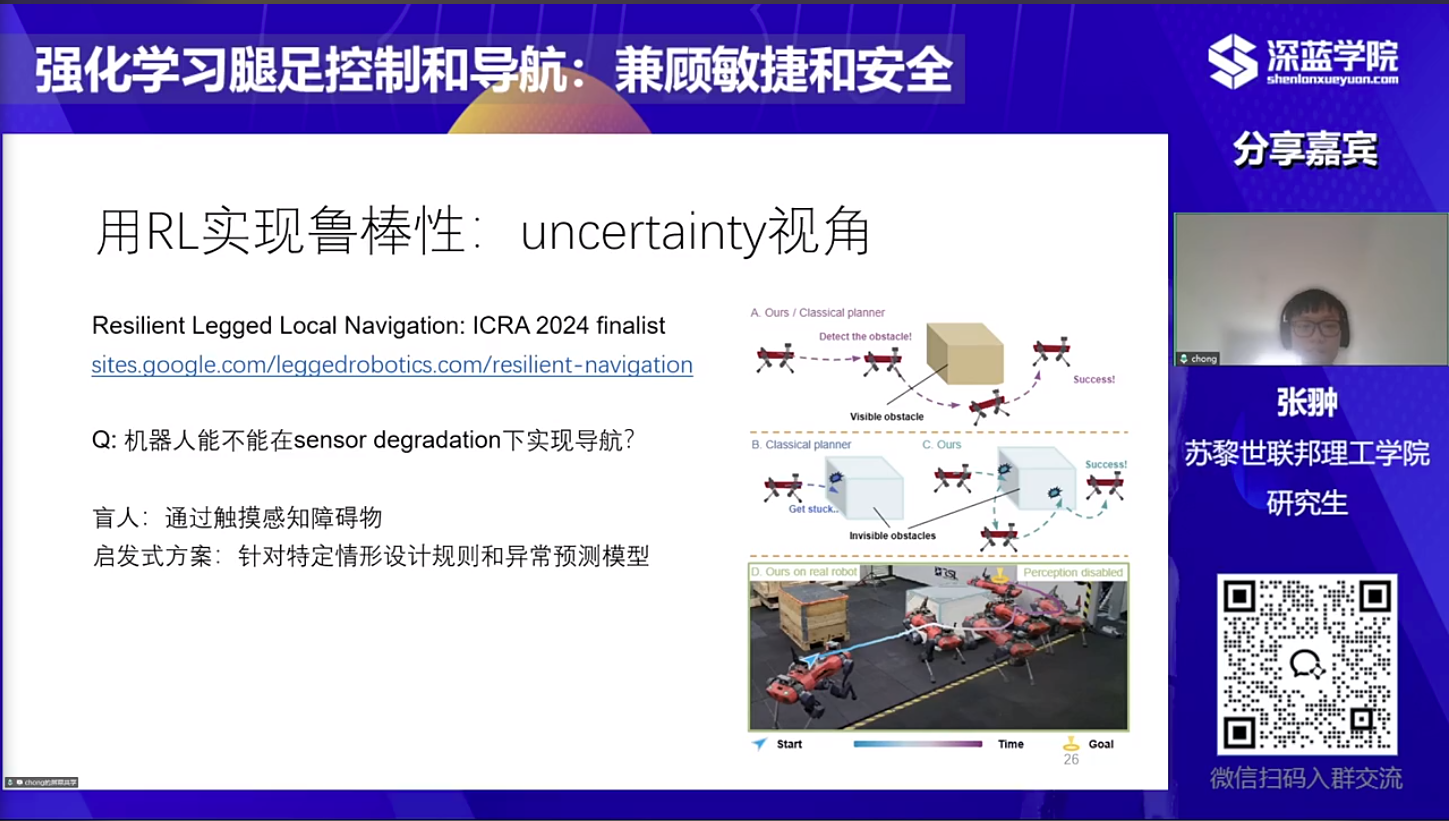 强化学习腿足控制和导航：兼顾敏捷和安全
深蓝学院
shenlanxueyuan.com
分享嘉宾
用RL实现鲁棒性：uncertainty视角
Resilient Legged Local Navigation: ICRA 2024 finalist
sites.google.com/leggedrobotics.com/resilient-navigation
Q: 机器人能不能在sensor degradation下实现导航？
盲人：通过触摸感知障碍物
启发式方案：针对特定情形设计规则和异常预测模型
A. Ours / Classical planner
Detect the obstacle!
Success!
Visible obstacle
B. Classical planner
C. Ours
Success!
Get stuck..
Invisible obstacles
D. Ours on real robot
RSL
Perception disabled
Start
Time
Goal
26
chong
张翀
苏黎世联邦理工学院
研究生
微信扫码入群交流
chong的屏幕共享